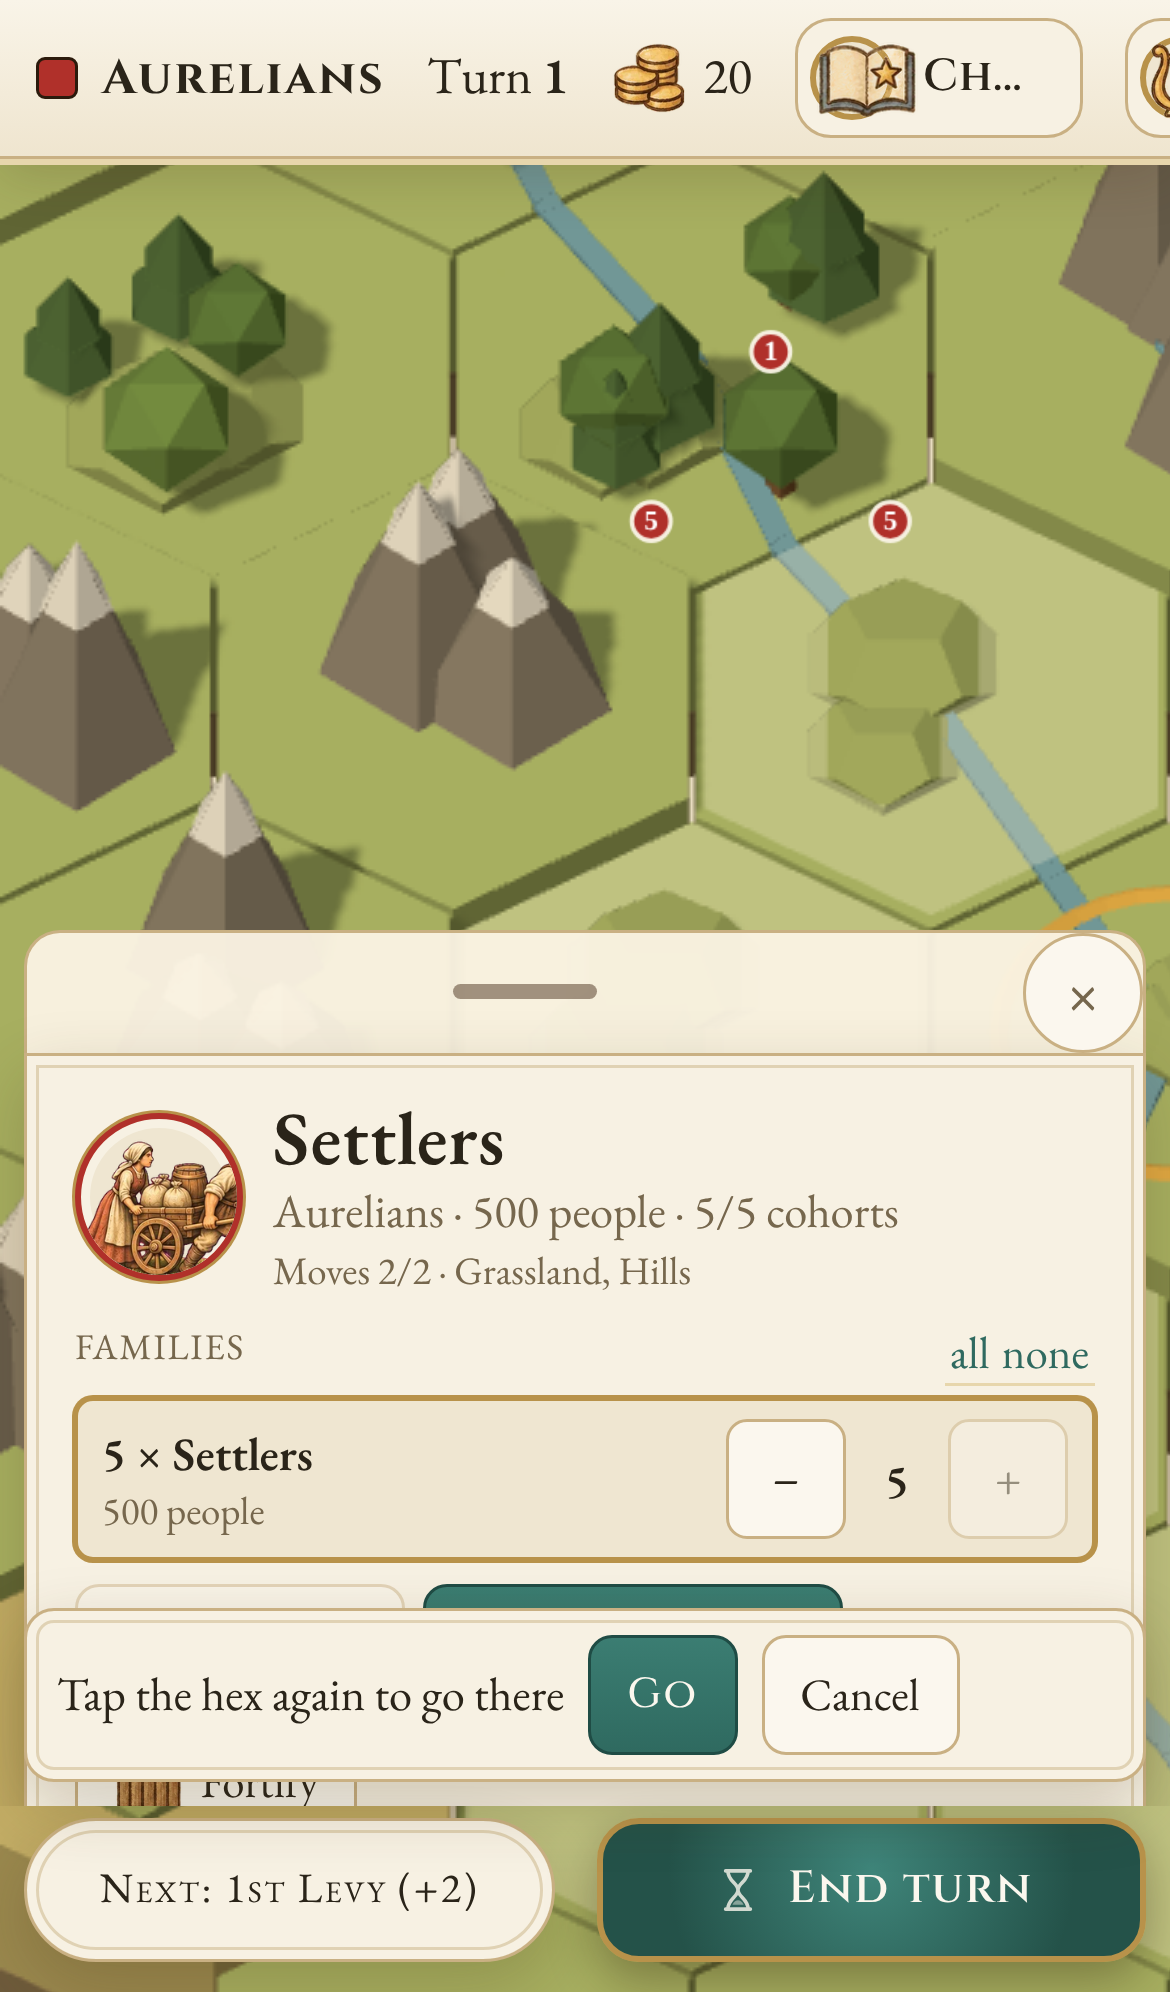 AURELIANS Turn 1 20 CH...
1
5 5
×
Settlers
Aurelians · 500 people · 5/5 cohorts
Moves 2/2 · Grassland, Hills
FAMILIES all none
5 × Settlers
500 people
− 5 +
Tap the hex again to go there GO Cancel
Fortify
NEXT: 1ST LEVY (+2) END TURN